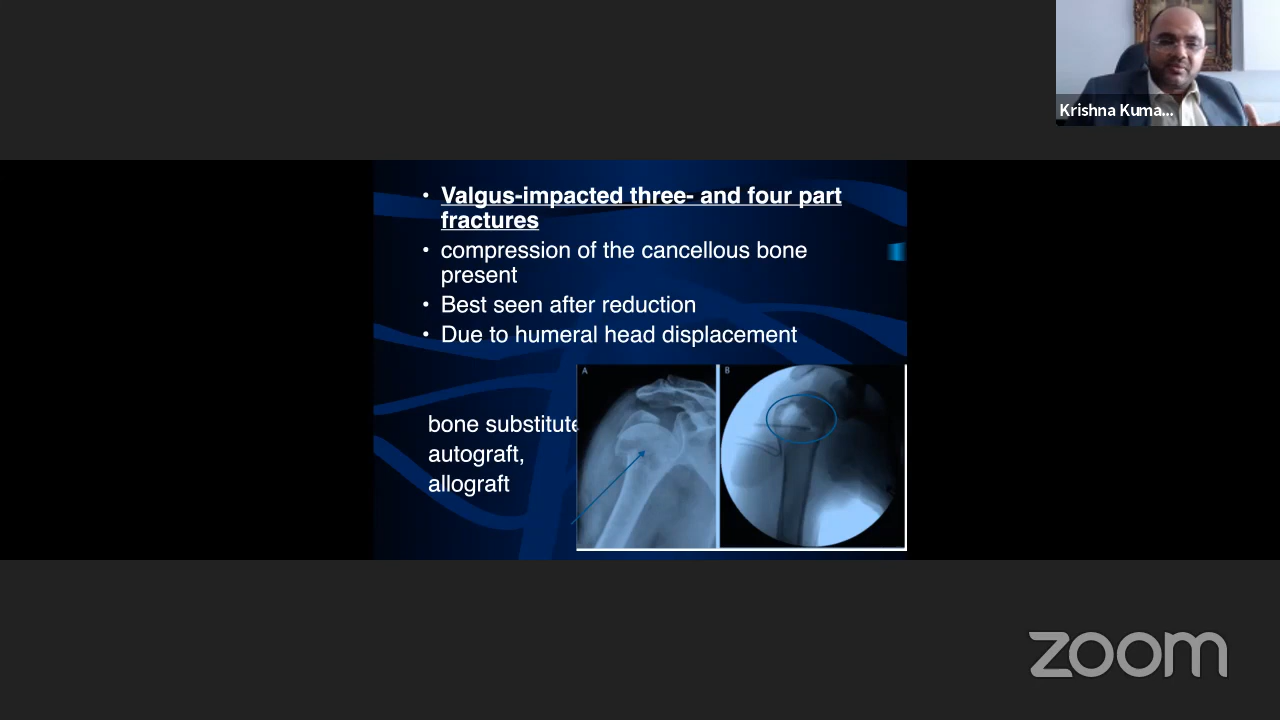 Krishna Kuma...
• Valgus-impacted three- and four part
fractures
• compression of the cancellous bone
present
• Best seen after reduction
• Due to humeral head displacement
A
B
bone substitute
autograft,
allograft
zoom